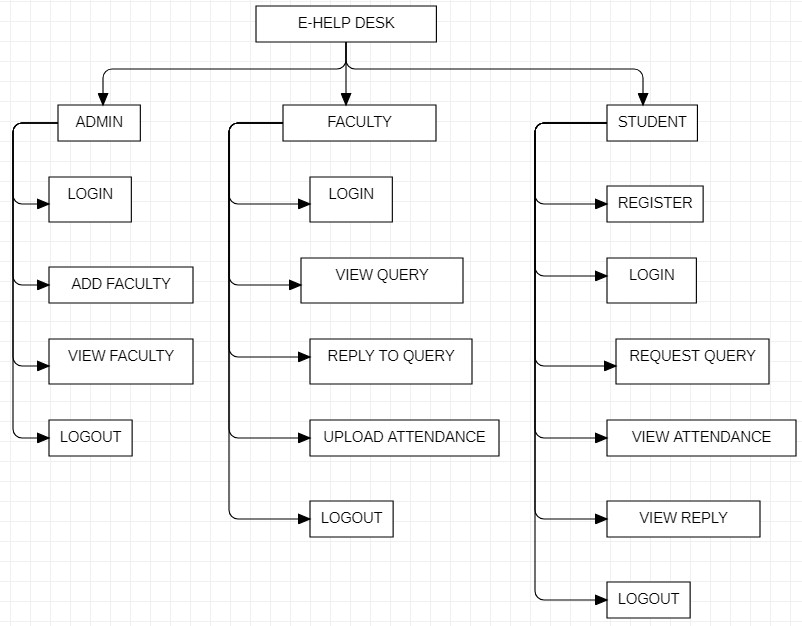 E-HELP DESK
ADMIN
LOGIN
ADD FACULTY
VIEW FACULTY
LOGOUT
FACULTY
LOGIN
VIEW QUERY
REPLY TO QUERY
UPLOAD ATTENDANCE
LOGOUT
STUDENT
REGISTER
LOGIN
REQUEST QUERY
VIEW ATTENDANCE
VIEW REPLY
LOGOUT